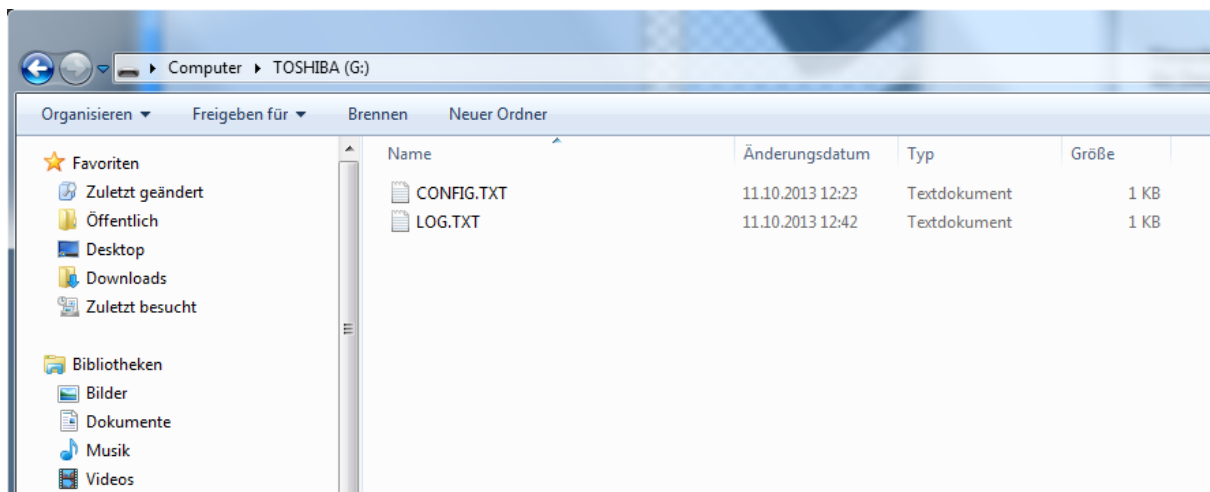 Computer TOSHIBA (G:)
Organisieren Freigeben für Brennen Neuer Ordner
Favoriten
Zuletzt geändert
Öffentlich
Desktop
Downloads
Zuletzt besucht
Bibliotheken
Bilder
Dokumente
Musik
Videos
Name Änderungsdatum Typ Größe
CONFIG.TXT 11.10.2013 12:23 Textdokument 1 KB
LOG.TXT 11.10.2013 12:42 Textdokument 1 KB